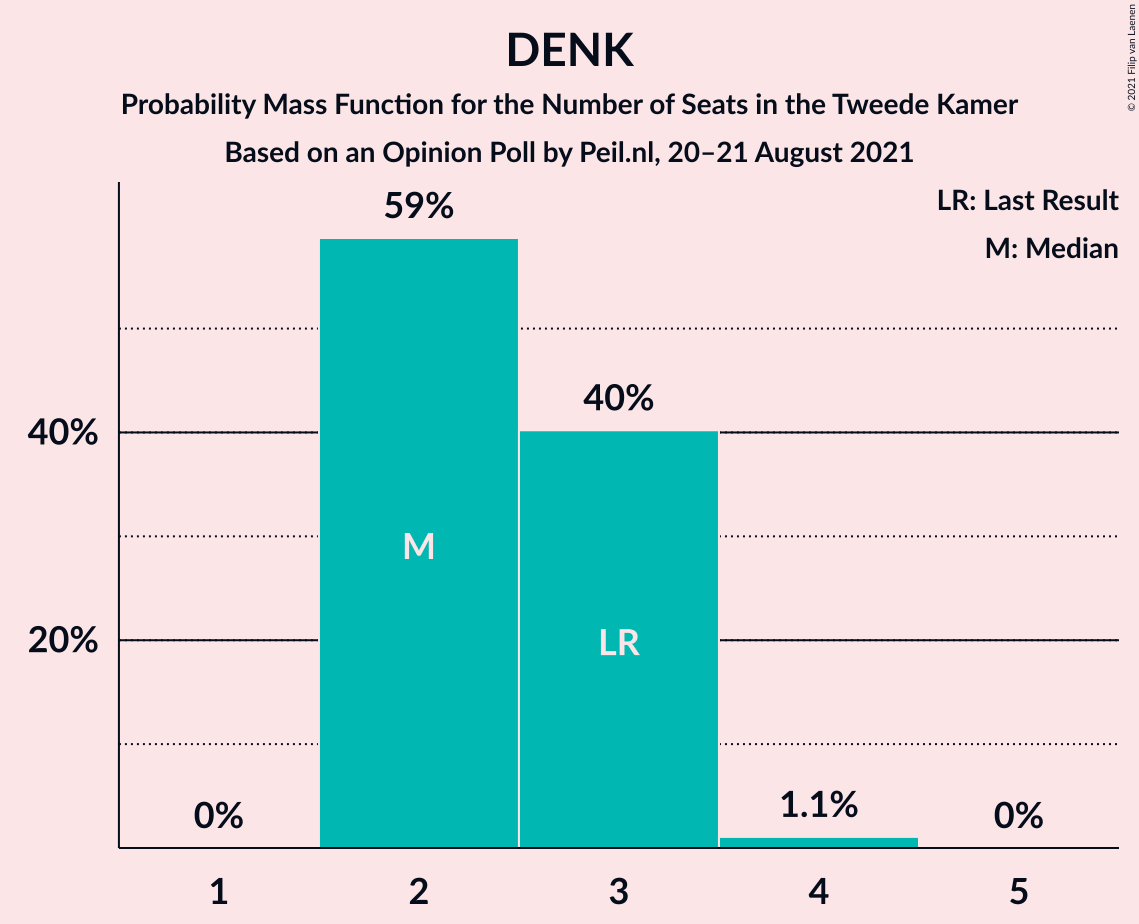 DENK
Probability Mass Function for the Number of Seats in the Tweede Kamer
Based on an Opinion Poll by Peil.nl, 20–21 August 2021
© 2021 Filip van Laenen
LR: Last Result
M: Median
59%
40%
40%
M
20%
LR
0%
1.1%
0%
1 2 3 4 5